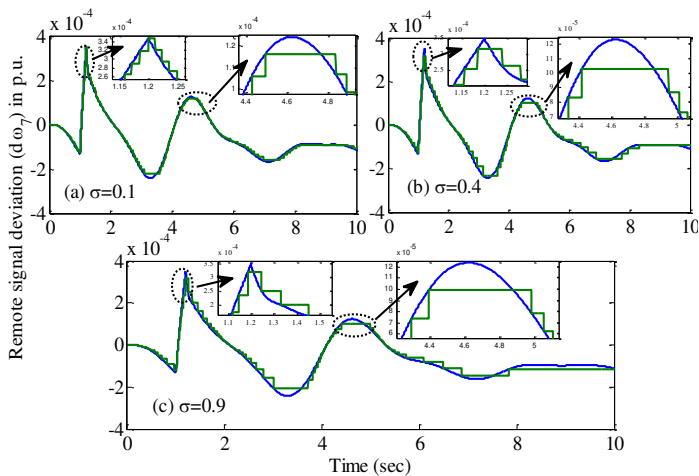 Remote signal deviation (dω7) in p.u.
x 10^-4
4
2
0
-2
-4
0 2 4 6 8 10
(a) σ=0.1
x 10^-4
3.4
3.2
3
2.8
2.6
1.15 1.2 1.25
x 10^-4
1.2
1.1
1
4.4 4.6 4.8
x 10^-4
4
2
0
-2
-4
0 2 4 6 8 10
(b) σ=0.4
x 10^-4
3.5
3
2.5
1.15 1.2 1.25
x 10^-5
12
11
10
9
8
7
4.4 4.6 4.8 5
x 10^-4
4
2
0
-2
-4
0 2 4 6 8 10
(c) σ=0.9
x 10^-4
3.5
3
2.5
2
1.1 1.2 1.3 1.4 1.5
x 10^-5
12
10
8
6
4.4 4.6 4.8 5
Time (sec)